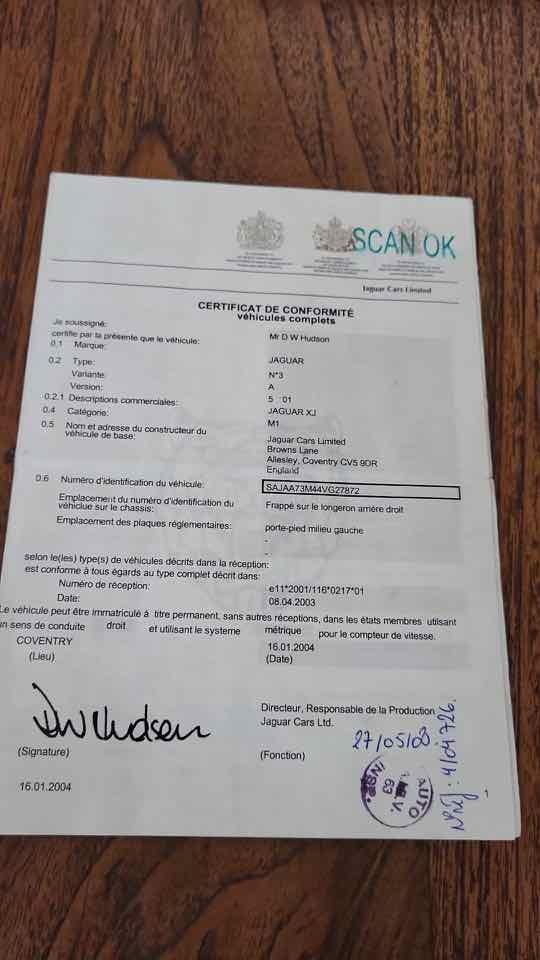 SCAN OK
Jaguar Cars Limited
CERTIFICAT DE CONFORMITÉ
véhicules complets
Je soussigné: Mr D W Hudson
certifie par la présente que le véhicule:
0.1 Marque: JAGUAR
0.2 Type: N*3
Variante: A
Version: 5 01
0.2.1 Descriptions commerciales: JAGUAR XJ
0.4 Catégorie: M1
0.5 Nom et adresse du constructeur du
véhicule de base:
Jaguar Cars Limited
Browns Lane
Allesley, Coventry CV5 9DR
England
0.6 Numéro d'identification du véhicule: SAJAA73M44VG27872
Emplacement du numéro d'identification du
véhiclue sur le chassis: Frappé sur le longeron arrière droit
Emplacement des plaques réglementaires: porte-pied milieu gauche
-
-
selon le(les) type(s) de véhicules décrits dans la réception:
est conforme à tous égards au type complet décrit dans:
Numéro de réception: e11*2001/116*0217*01
Date: 08.04.2003
Le véhicule peut être immatriculé à titre permanent, sans autres réceptions, dans les états membres utilisant
un sens de conduite droit et utilisant le systeme métrique pour le compteur de vitesse.
COVENTRY 16.01.2004
(Lieu) (Date)
DW Hudson
Directeur, Responsable de la Production
Jaguar Cars Ltd.
(Signature) (Fonction)
27/05/08
AUTO
63
INSP.
16.01.2004
1